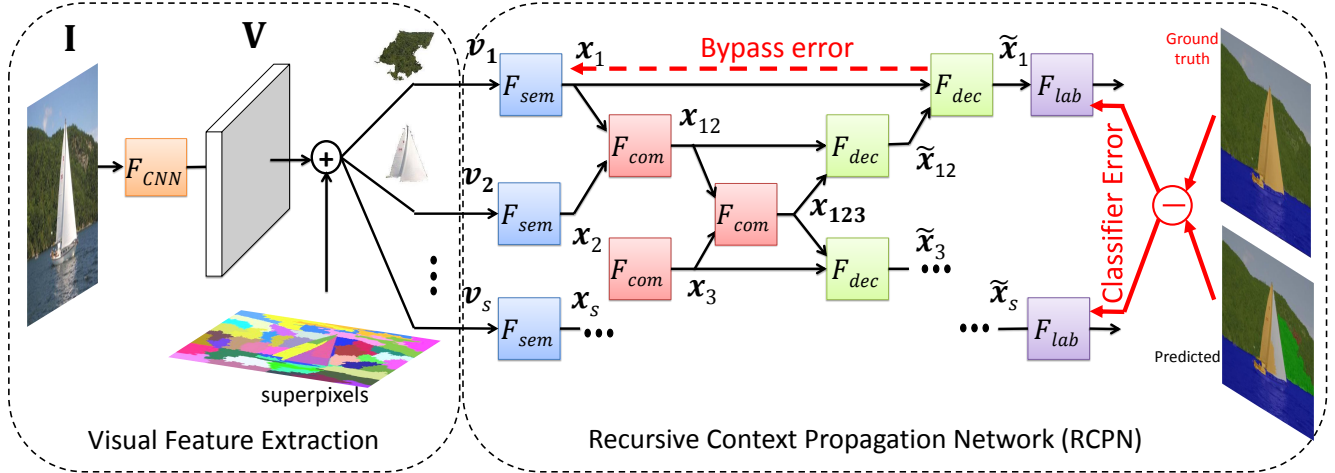 I
V
F_CNN
+
superpixels
Visual Feature Extraction
v_1
v_2
v_s
F_sem
F_sem
F_sem
x_1
x_2
x_s
Bypass error
F_com
F_com
F_com
x_12
x_3
x_123
F_dec
F_dec
F_dec
x̃_1
x̃_12
x̃_3
x̃_s
F_lab
F_lab
Classifier Error
Ground
truth
Predicted
Recursive Context Propagation Network (RCPN)